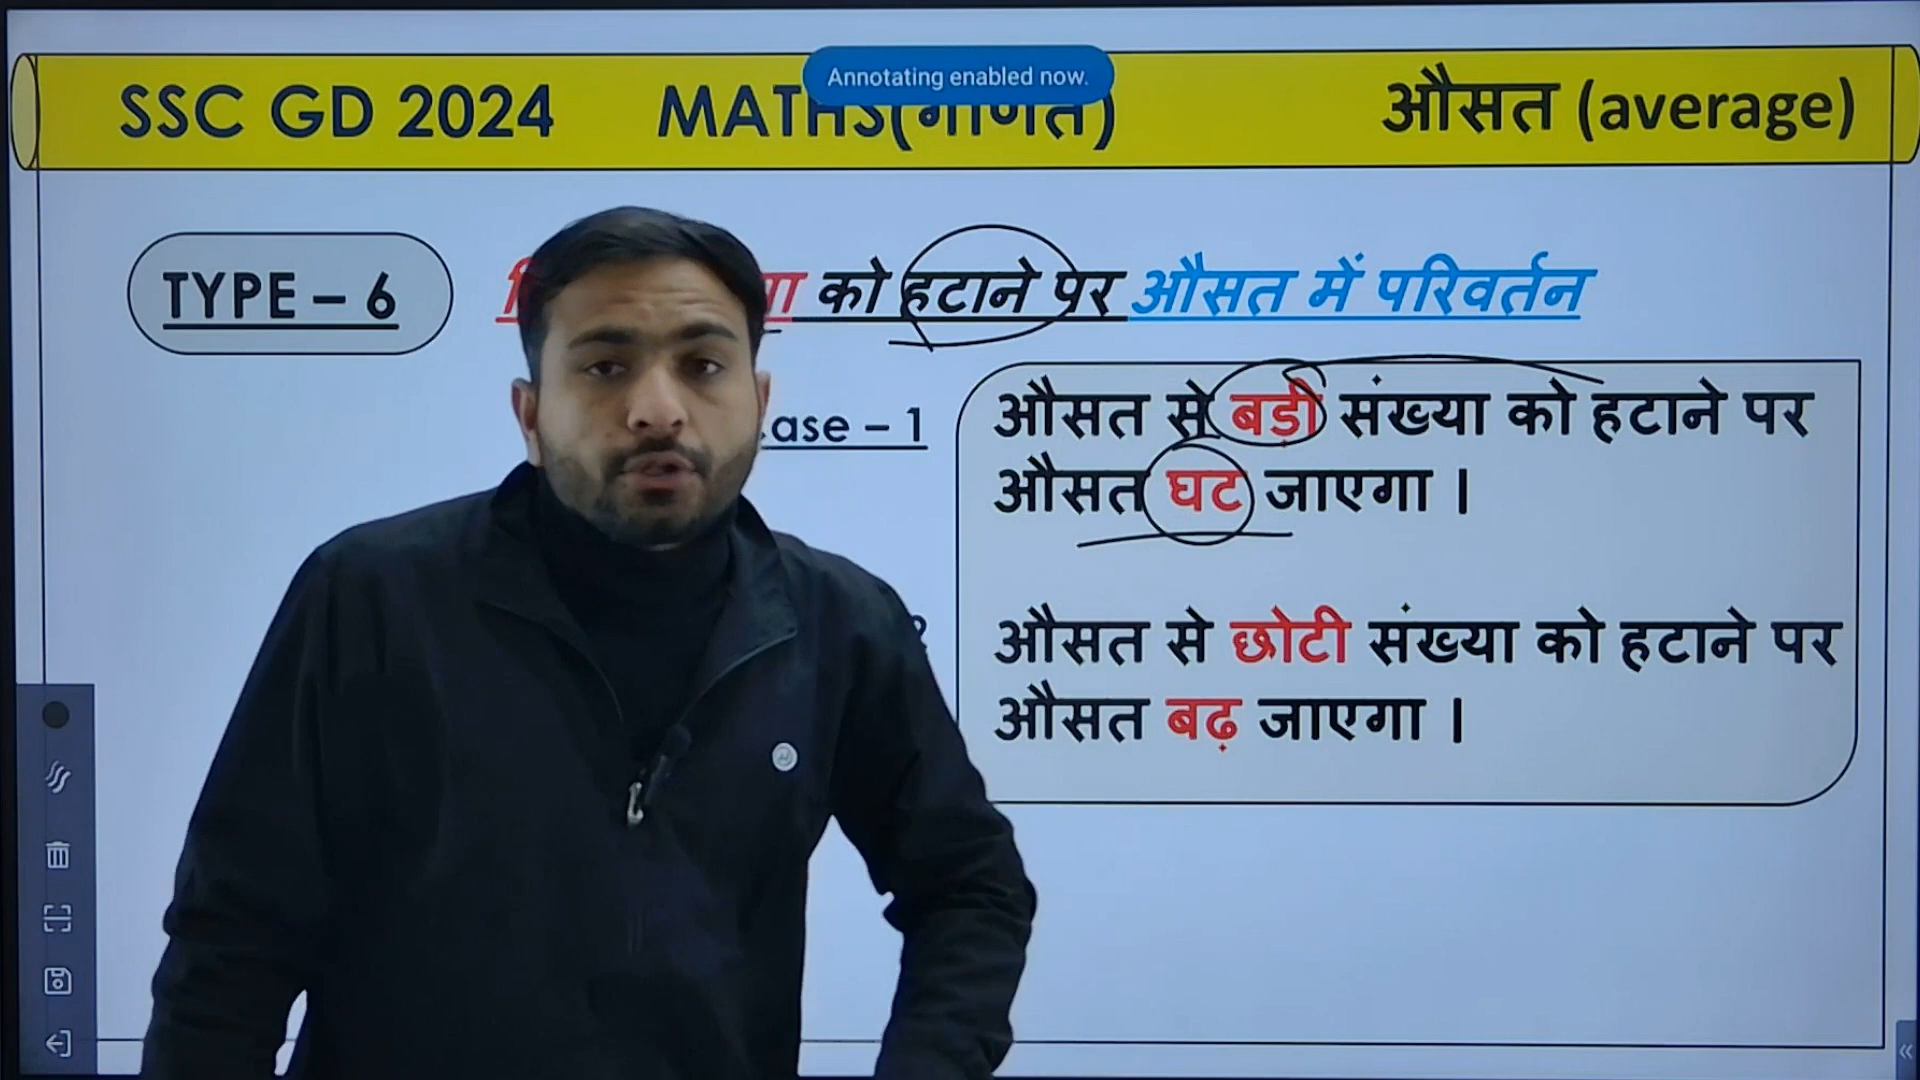 Annotating enabled now.
SSC GD 2024 MATHS(गणित) औसत (average)
TYPE – 6 को हटाने पर औसत में परिवर्तन
ase – 1
औसत से बड़ी संख्या को हटाने पर
औसत घट जाएगा ।
औसत से छोटी संख्या को हटाने पर
औसत बढ़ जाएगा ।